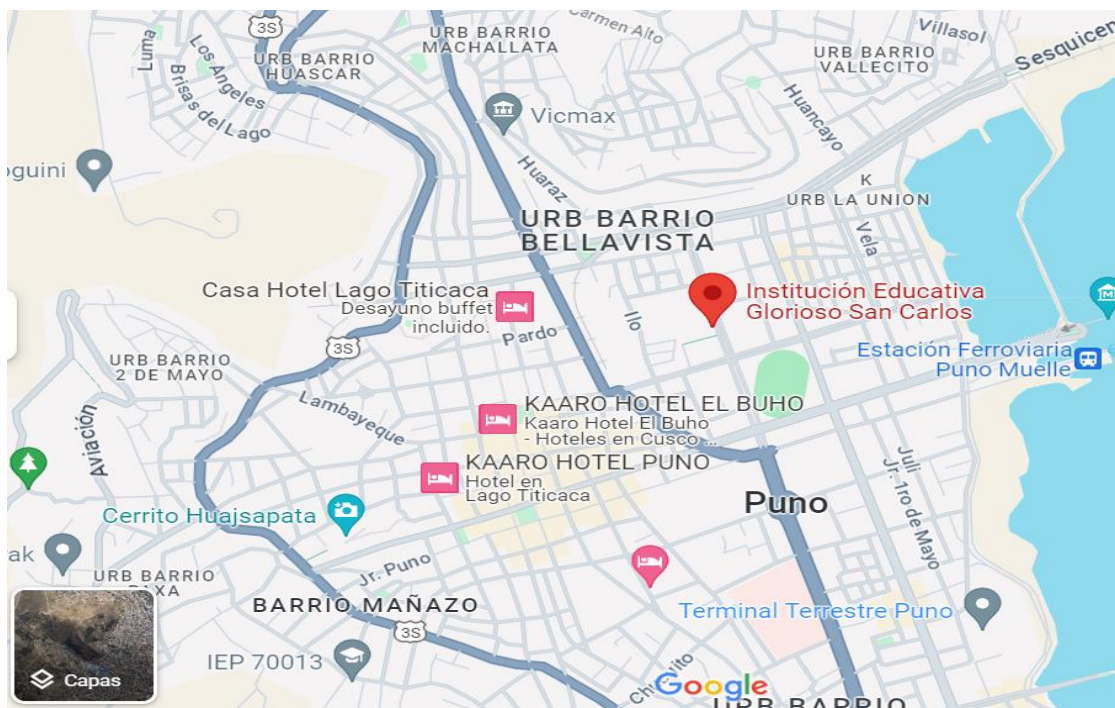 3S
Carmen Alto
Villasol
URB BARRIO
MACHALLATA
Luma
Los Angeles
URB BARRIO
HUASCAR
URB BARRIO
VALLECITO
Sesquicen
Brisas del Lago
Huancayo
Vicmax
oguini
Huaraz
K
URB LA UNION
URB BARRIO
BELLAVISTA
Vela
Casa Hotel Lago Titicaca
Desayuno buffet
incluido.
Institución Educativa
Glorioso San Carlos
Ilo
Pardo
3S
Estación Ferroviaria
Puno Muelle
URB BARRIO
2 DE MAYO
Lambayeque
KAARO HOTEL EL BUHO
Kaaro Hotel El Buho
- Hoteles en Cusco ...
Aviación
KAARO HOTEL PUNO
Hotel en
Lago Titicaca
Juli
Jr. 1ro de Mayo
Puno
Cerrito Huajsapata
ak
Jr. Puno
URB BARRIO
BARRIO MAÑAZO
3S
Terminal Terrestre Puno
IEP 70013
Capas
Google
URB BARRIO